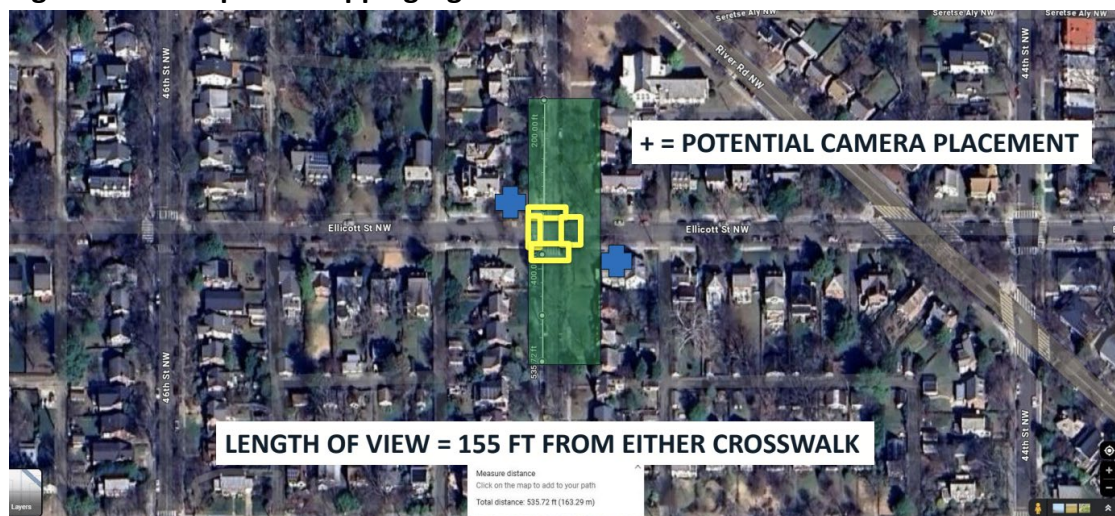 Seretse Aly NW
Seretse Aly NW
Seretse Aly NW
46th St NW
River Rd NW
44th St NW
200.00 ft
+ = POTENTIAL CAMERA PLACEMENT
Ellicott St NW
Ellicott St NW
535.72 ft
46th St NW
44th St NW
LENGTH OF VIEW = 155 FT FROM EITHER CROSSWALK
Measure distance
Click on the map to add to your path
Total distance: 535.72 ft (163.29 m)
Layers